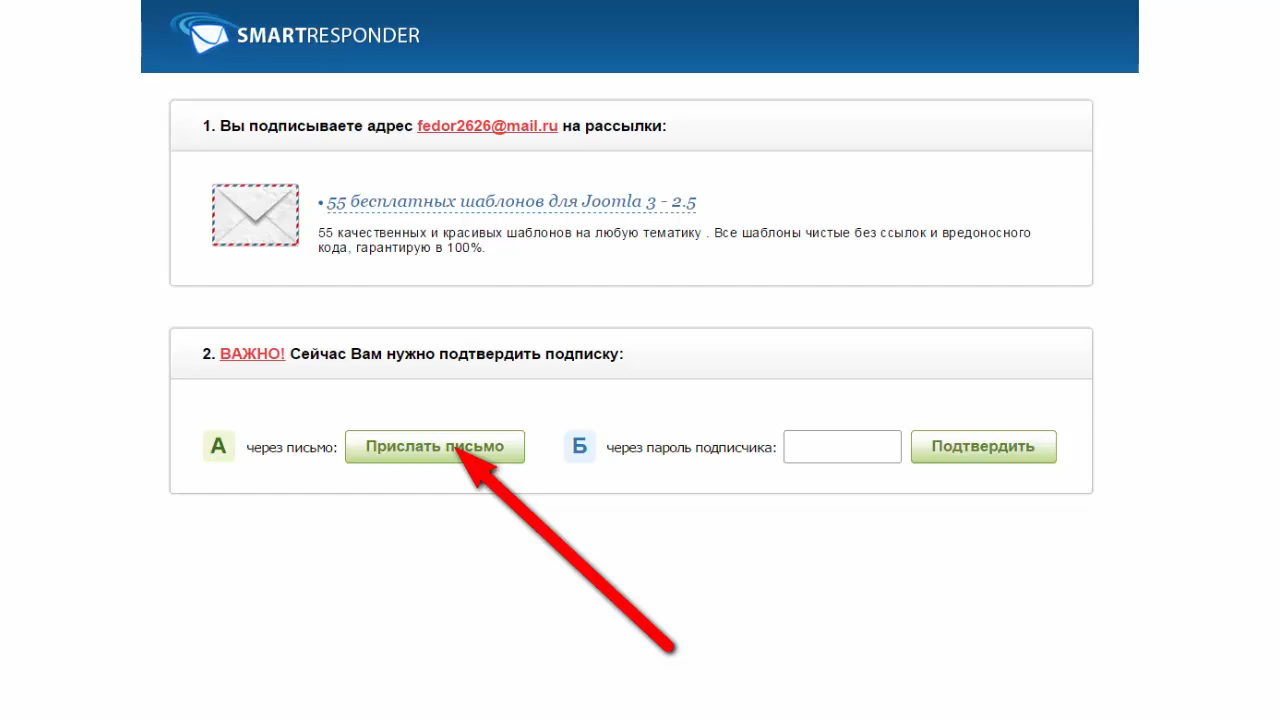 SMARTRESPONDER
1. Вы подписываете адрес fedor2626@mail.ru на рассылки:
• 55 бесплатных шаблонов для Joomla 3 - 2.5
55 качественных и красивых шаблонов на любую тематику . Все шаблоны чистые без ссылок и вредоносного
кода, гарантирую в 100%.
2. ВАЖНО! Сейчас Вам нужно подтвердить подписку:
А через письмо: Прислать письмо Б через пароль подписчика: Подтвердить